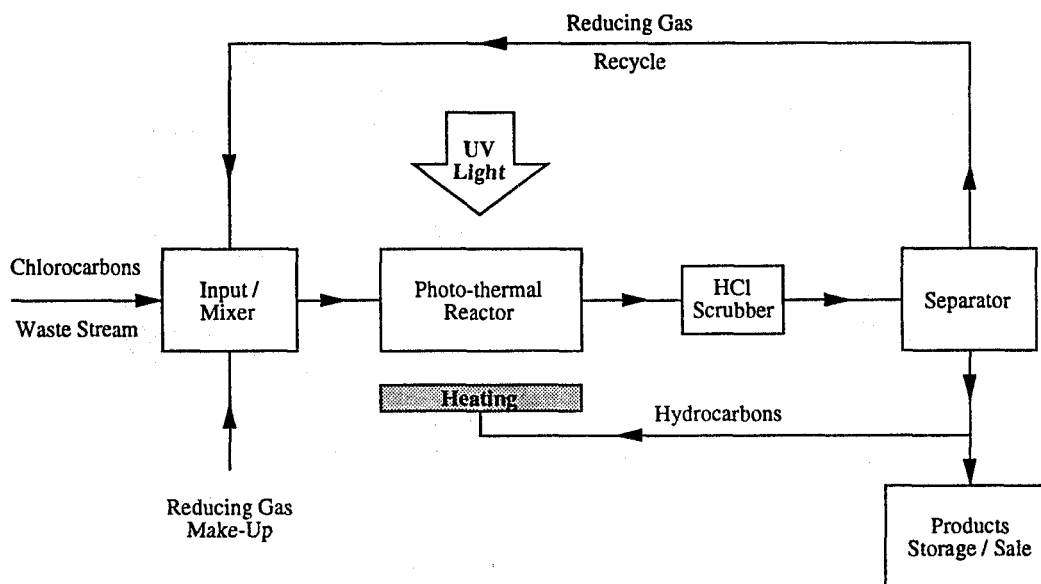 Reducing Gas
Recycle
UV
Light
Chlorocarbons
Waste Stream
Input /
Mixer
Photo-thermal
Reactor
HCl
Scrubber
Separator
Heating
Hydrocarbons
Reducing Gas
Make-Up
Products
Storage / Sale